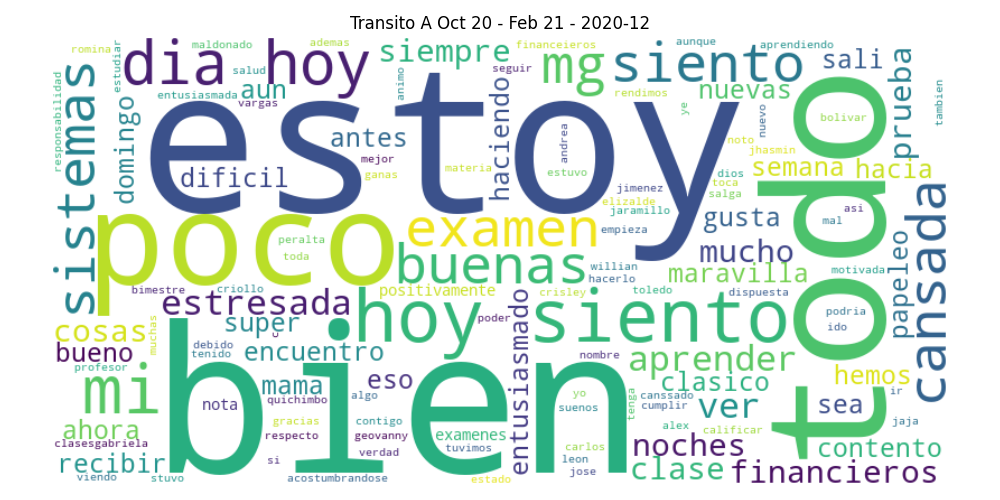 Transito A Oct 20 - Feb 21 - 2020-12
romina
maldonado
ademas
siempre
financeieros
aunque
aprendiendo
estudiar
dia hoy
salud
animo
seguir
mg
siento
sali
responsabilidad
sistemas
domingo
entusiasmada
aun
vargas
estoy
haciendo
rendimos
nuevas
ye
nuevo
bolivar
prueba
tambien
antes
andrea
noto
jhasmin
todo
dificil
mejor
ganas
materia
estuvo
dios
semana
hacia
toca
salga
jimenez
elizalde
jaramillo
gusta
asi
mal
poco
examen
empieza
peralta
toda
buenas
mucho
willian
hacerlo
maravilla
motivada
papeleo
cansada
bimestre
criollo
positivamente
crisley
toledo
dispuesta
estresada
hoy siento
poder
podria
ido
cosas
muchas
super
c
entusiasmado
bueno
debido
tenido
encuentro
nombre
aprender
profesor
mi
bien
mama
algo
eso
yo
suenos
tenga
canssado
cumplir
clasico
hemos
ir
quichimbo
nota
ver
sea
jaja
ahora
gracias
contigo
alex
calificar
clasesgabriela
respecto
geovanny
examenes
tuvimos
carlos
noches
contento
recibir
si
verdad
leon
jose
clase
financieros
viendo
stuvo
acostumbrandose
estado